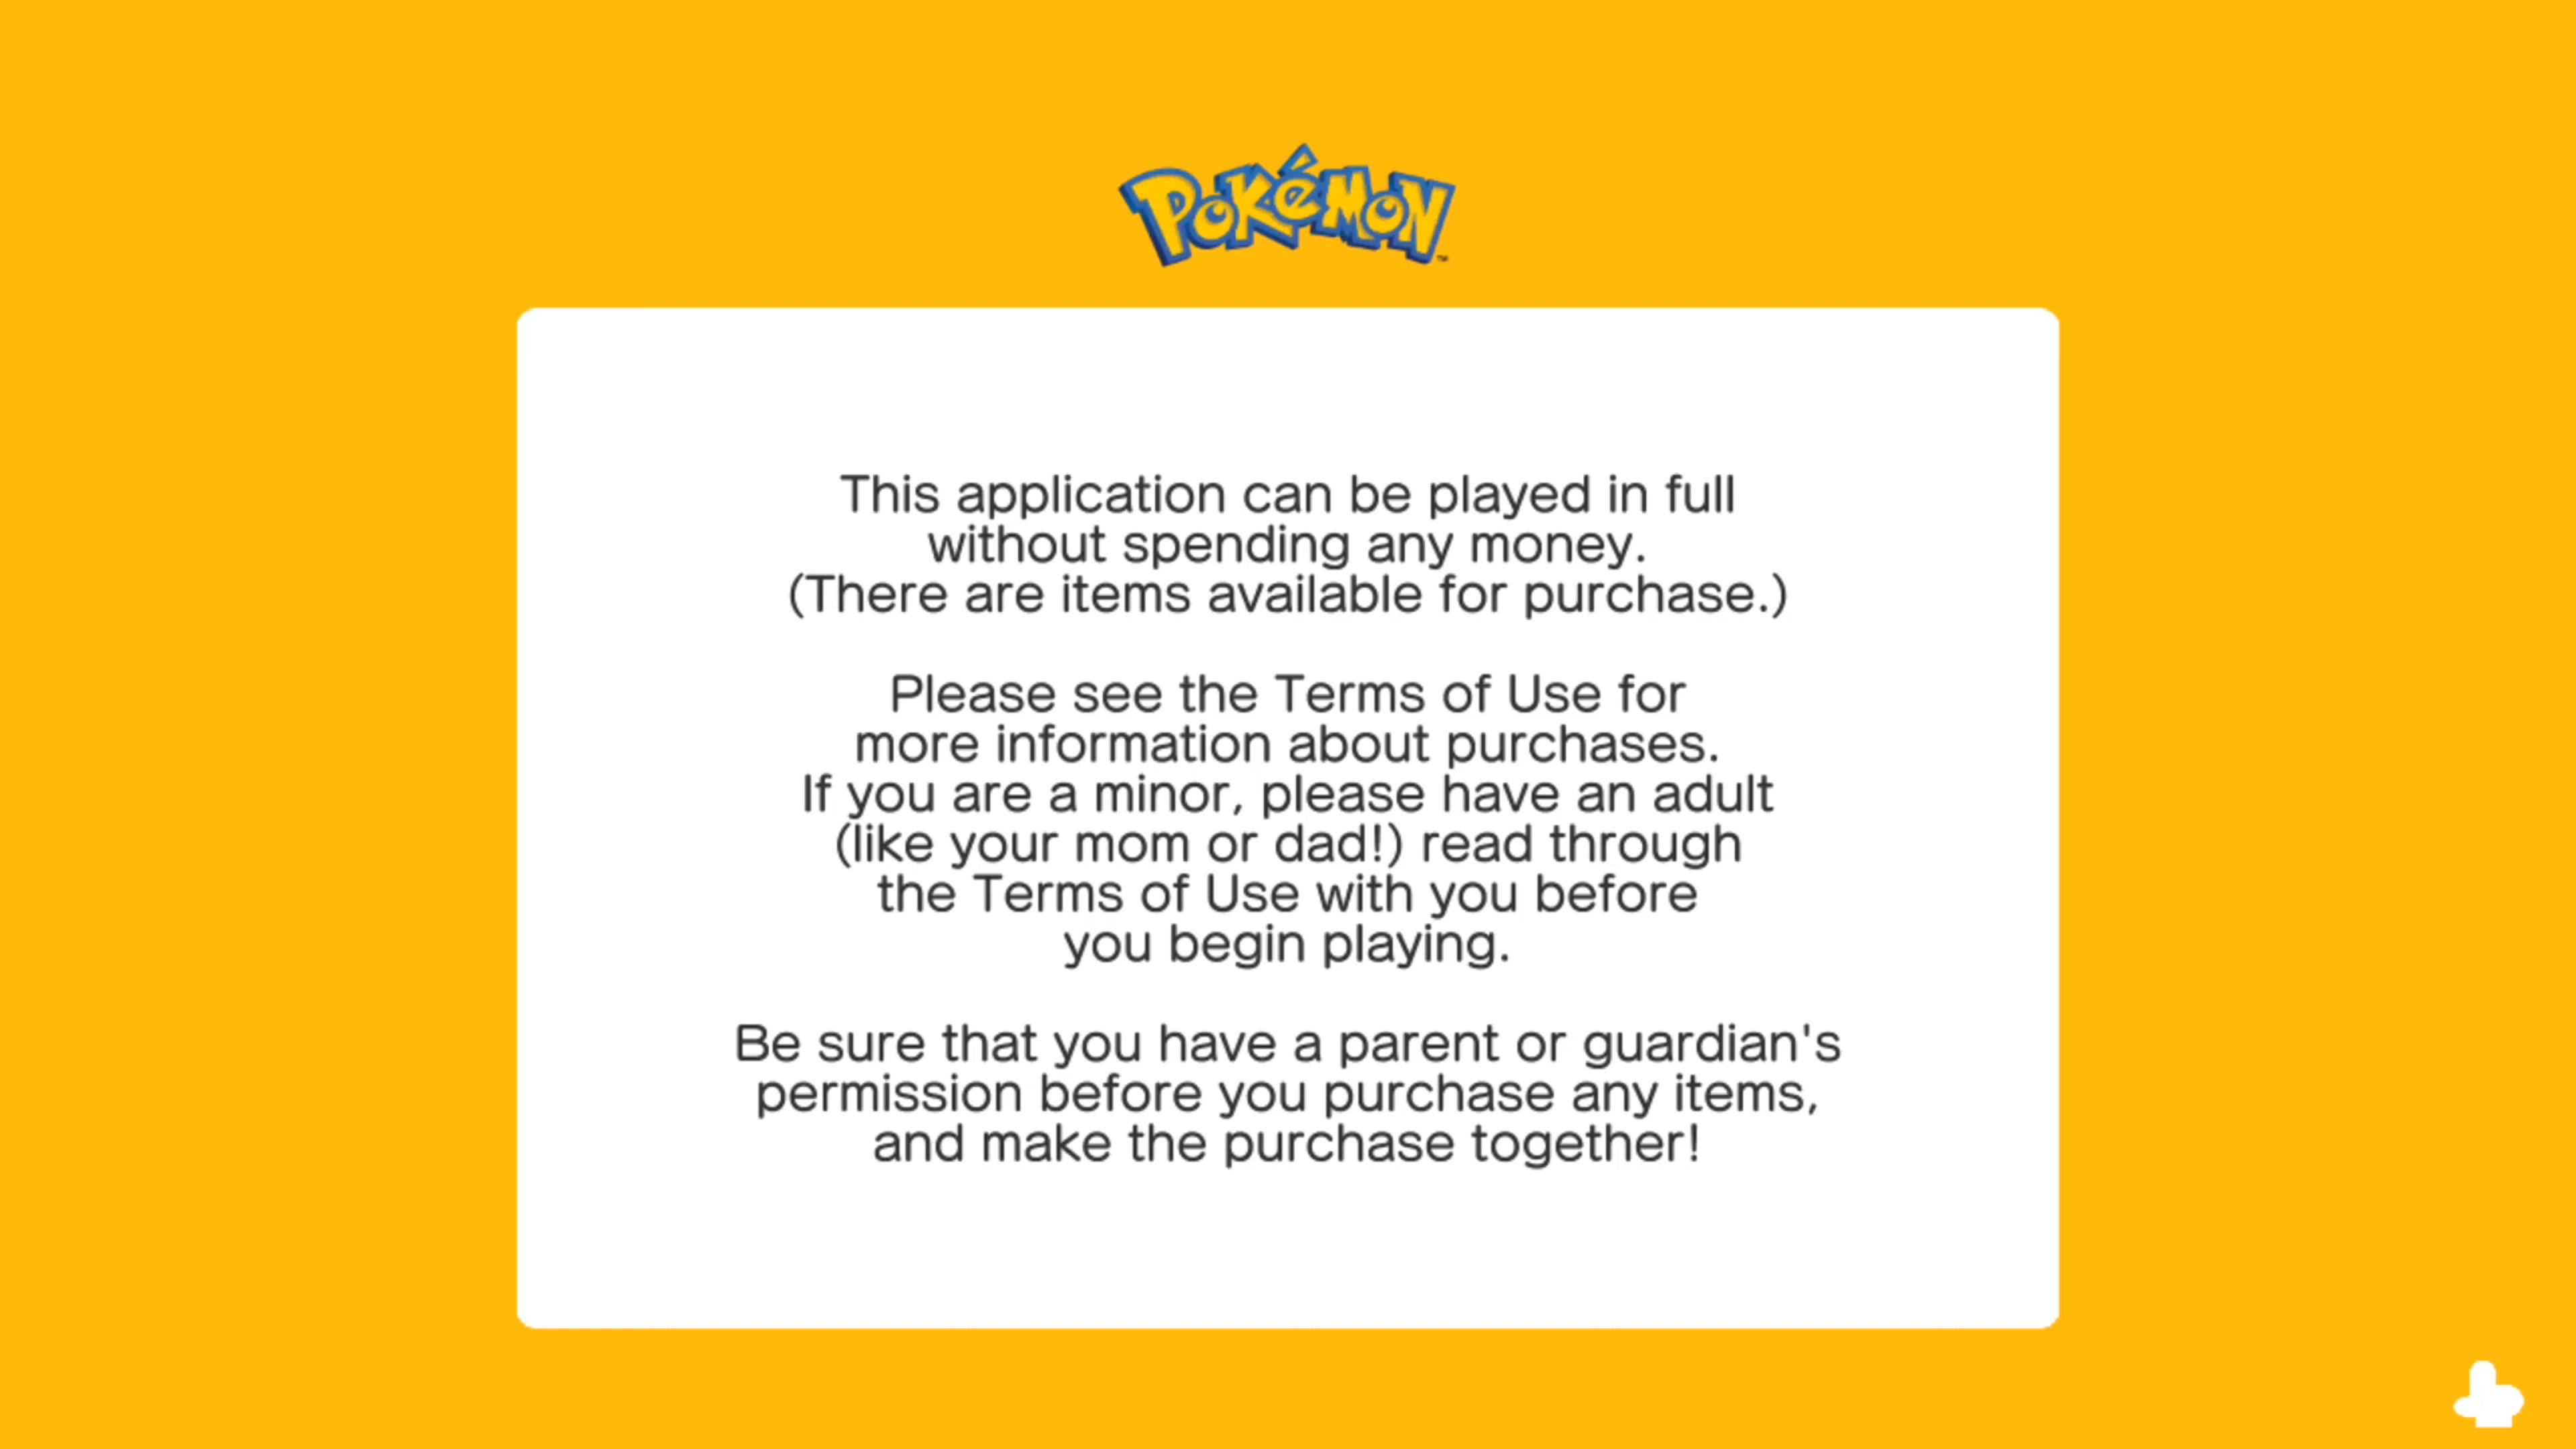 POKéMON
TM
This application can be played in full
without spending any money.
(There are items available for purchase.)
Please see the Terms of Use for
more information about purchases.
If you are a minor, please have an adult
(like your mom or dad!) read through
the Terms of Use with you before
you begin playing.
Be sure that you have a parent or guardian's
permission before you purchase any items,
and make the purchase together!